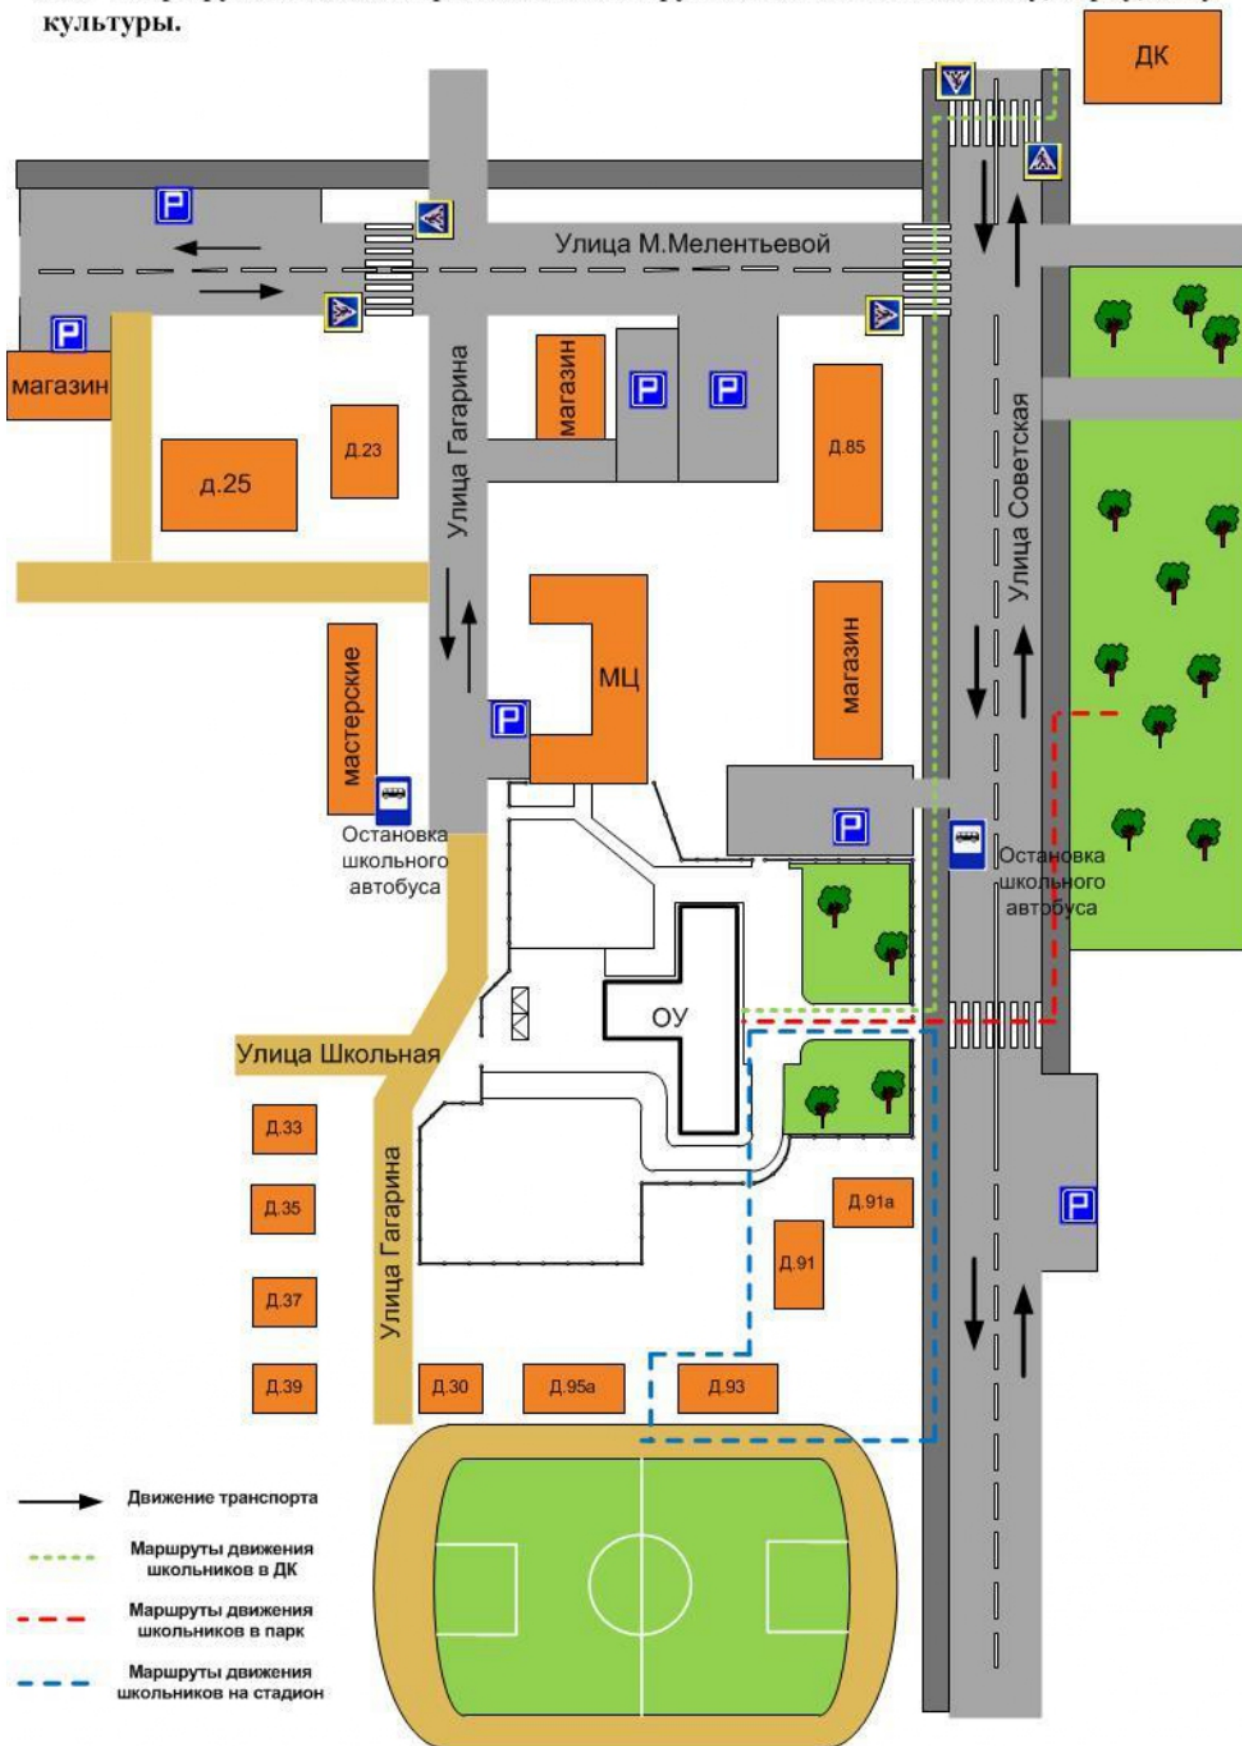 культуры.
ДК
Улица М.Мелентьевой
P
P
магазин
магазин
P
P
Улица Гагарина
Д.23
Д.85
д.25
Улица Советская
МЦ
магазин
мастерские
P
P
Остановка
школьного
автобуса
Остановка
школьного
автобуса
ОУ
Улица Школьная
Д.33
Д.35
Д.91а
P
Улица Гагарина
Д.91
Д.37
Д.39
Д.30
Д.95а
Д.93
Движение транспорта
Маршруты движения
школьников в ДК
Маршруты движения
школьников в парк
Маршруты движения
школьников на стадион